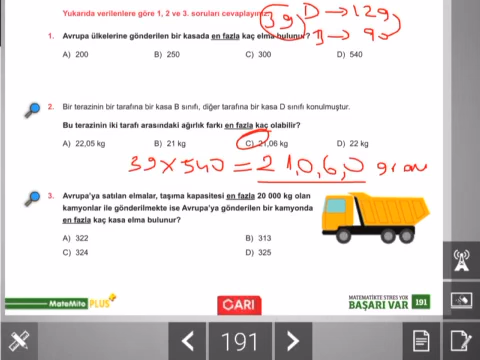 Yukarıda verilenlere göre 1, 2 ve 3. soruları cevaplayınız.
39 D → 129
B → 90
1. Avrupa ülkelerine gönderilen bir kasada en fazla kaç elma bulunur?
A) 200 B) 250 C) 300 D) 540
2. Bir terazinin bir tarafına bir kasa B sınıfı, diğer tarafına bir kasa D sınıfı konulmuştur.
Bu terazinin iki tarafı arasındaki ağırlık farkı en fazla kaç olabilir?
A) 22,05 kg B) 21 kg C) 21,06 kg D) 22 kg
39 × 540 = 21,0,6,0 gram
3. Avrupa'ya satılan elmalar, taşıma kapasitesi en fazla 20 000 kg olan
kamyonlar ile gönderilmekte ise Avrupa'ya gönderilen bir kamyonda
en fazla kaç kasa elma bulunur?
A) 322 B) 313
C) 324 D) 325
MateMito PLUS+
ÇARI
MATEMATİKTE STRES YOK
BAŞARI VAR 191
191